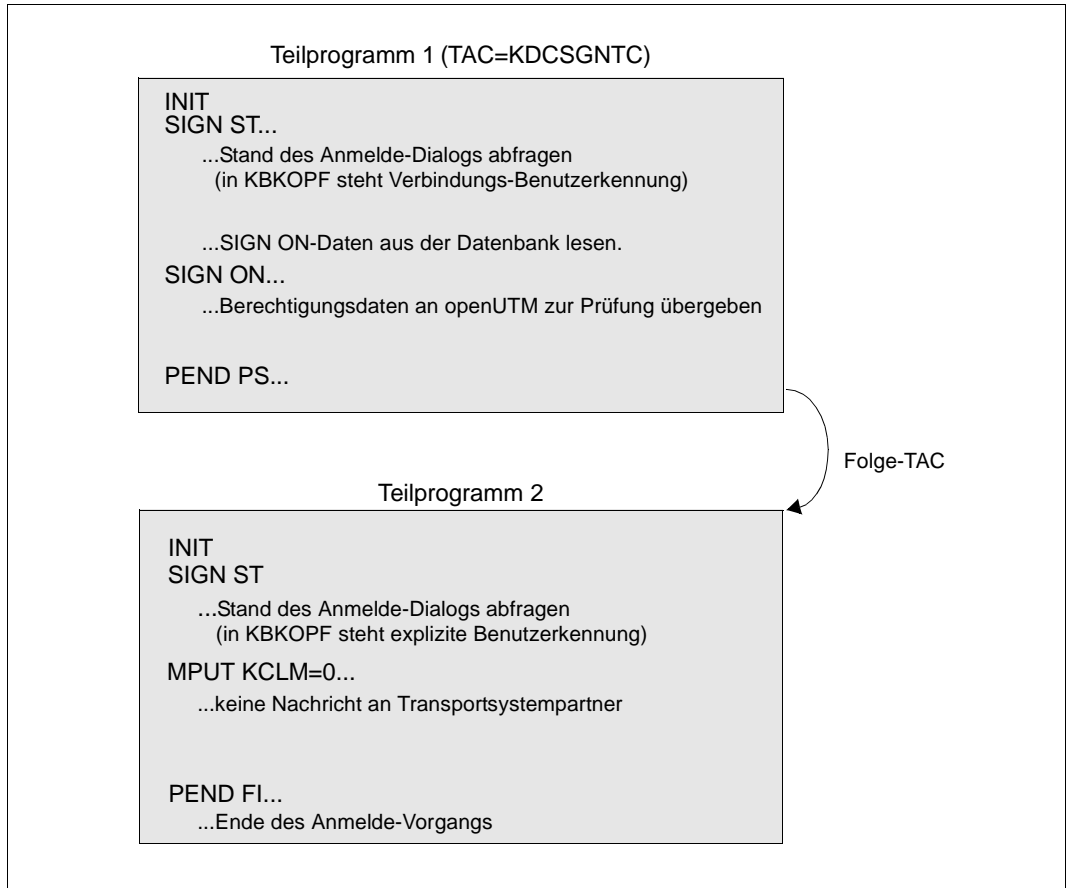 Teilprogramm 1 (TAC=KDCSGNTC)
INIT
SIGN ST...
...Stand des Anmelde-Dialogs abfragen
(in KBKOPF steht Verbindungs-Benutzerkennung)
...SIGN ON-Daten aus der Datenbank lesen.
SIGN ON...
...Berechtigungsdaten an openUTM zur Prüfung übergeben
PEND PS...
Folge-TAC
Teilprogramm 2
INIT
SIGN ST
...Stand des Anmelde-Dialogs abfragen
(in KBKOPF steht explizite Benutzerkennung)
MPUT KCLM=0...
...keine Nachricht an Transportsystempartner
PEND FI...
...Ende des Anmelde-Vorgangs